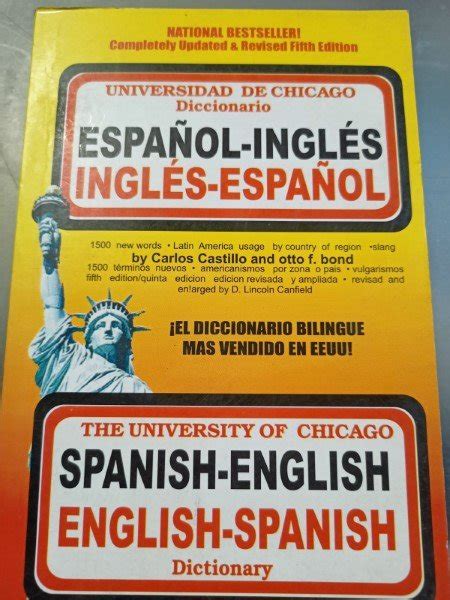 NATIONAL BESTSELLER!
Completely Updated & Revised Fifth Edition
UNIVERSIDAD DE CHICAGO
Diccionario
ESPAÑOL-INGLÉS
INGLÉS-ESPAÑOL
1500 new words • Latin America usage by country of region •slang
by Carlos Castillo and otto f. bond
1500 términos nuevos • americanismos por zona o pais • vulgarismos
fifth edition/quinta edicion edicion revisada y ampliada • revisad and
enlarged by D. Lincoln Canfield
¡EL DICCIONARIO BILINGUE
MAS VENDIDO EN EEUU!
THE UNIVERSITY OF CHICAGO
SPANISH-ENGLISH
ENGLISH-SPANISH
Dictionary